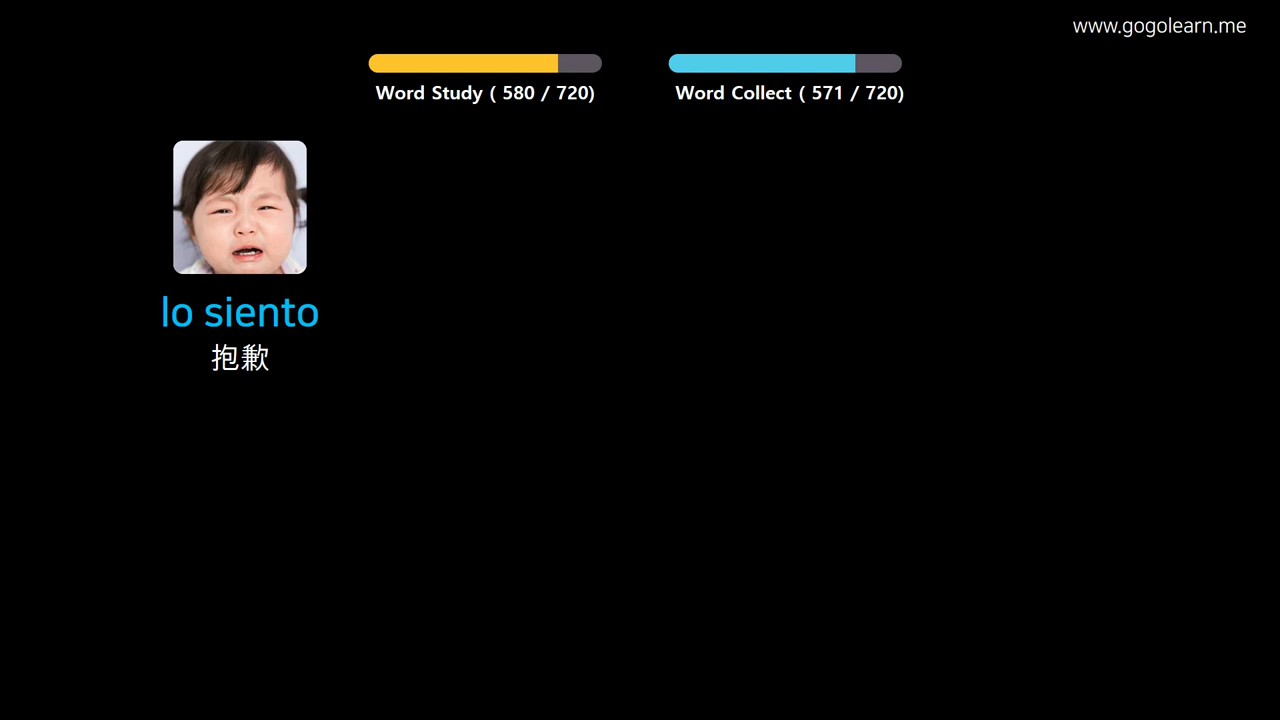 www.gogolearn.me
Word Study ( 580 / 720)
Word Collect ( 571 / 720)
lo siento
抱歉